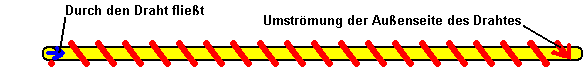 Durch den Draht fließt
Umströmung der Außenseite des Drahtes